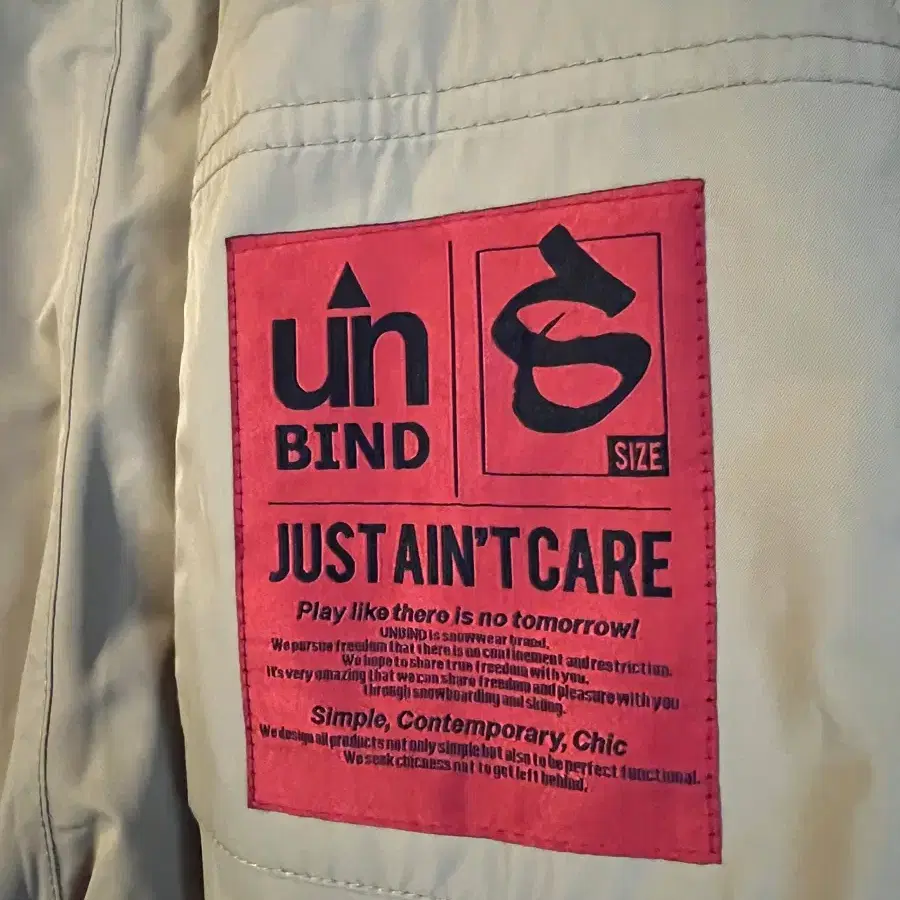 un
BIND
S
SIZE
JUST AIN'T CARE
Play like there is no tomorrow!
UNBIND is snowwear brand.
We pursue freedom that there is no continement and restriction.
We hope to share true freedom with you.
It's very amazing that we can share freedom and pleasure with you
through snowboarding and skiing.
Simple, Contemporary, Chic
We design all products not only simple but also to be perfect functional.
We seek chicness not to get left behind.